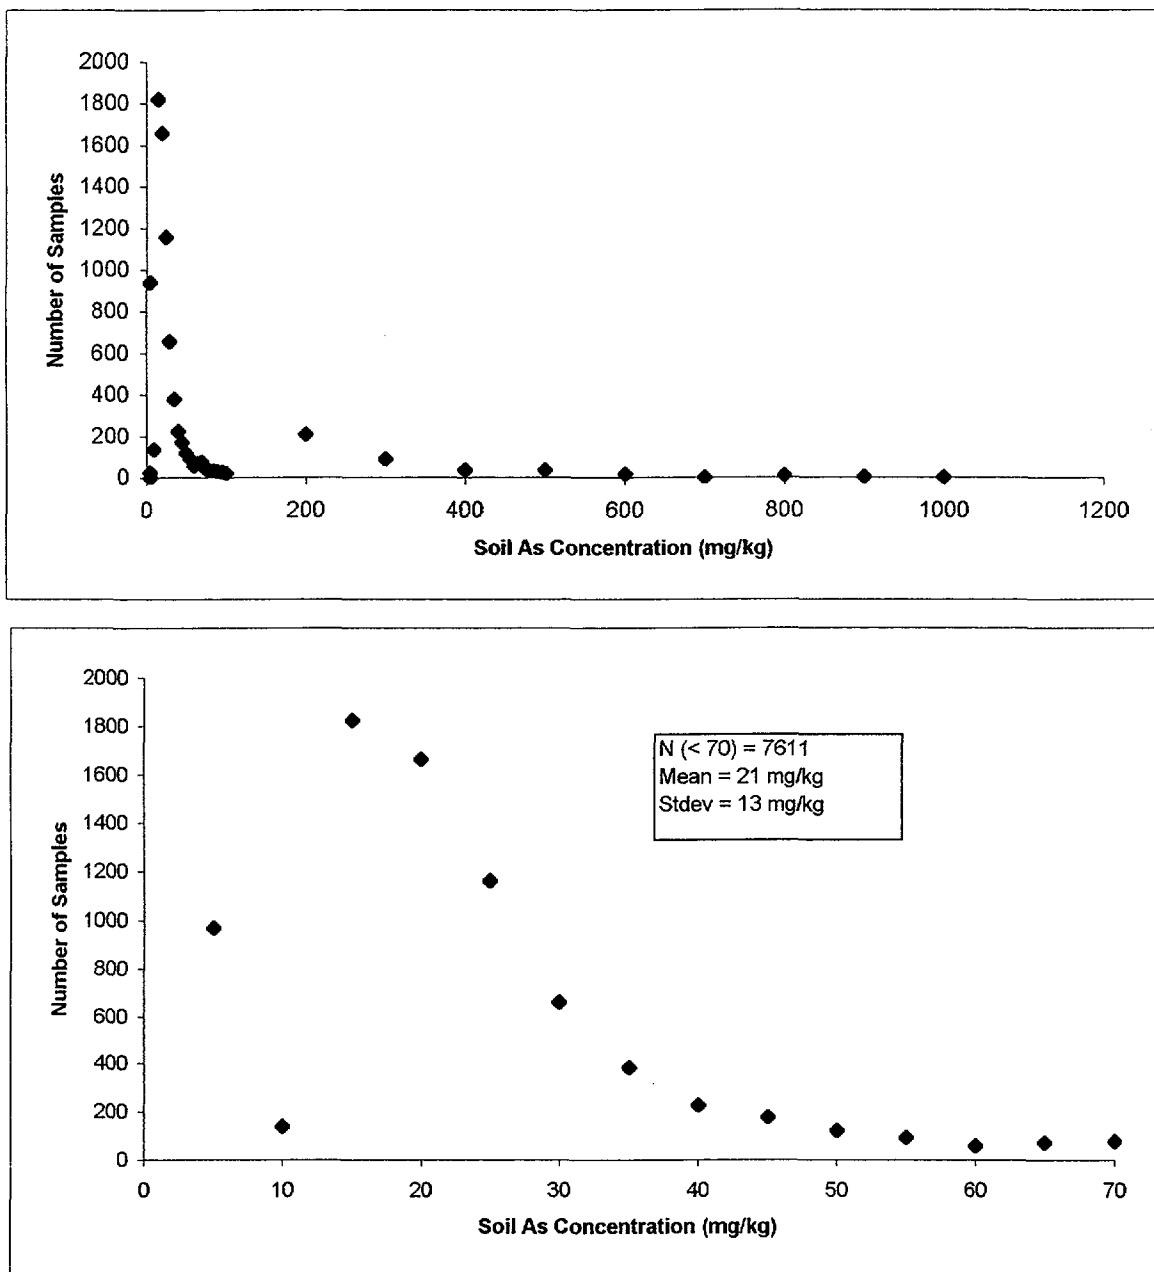 2000
1800
1600
1400
1200
1000
800
600
400
200
0
Number of Samples
0 200 400 600 800 1000 1200
Soil As Concentration (mg/kg)
2000
1800
1600
1400
1200
1000
800
600
400
200
0
Number of Samples
N (< 70) = 7611
Mean = 21 mg/kg
Stdev = 13 mg/kg
0 10 20 30 40 50 60 70
Soil As Concentration (mg/kg)